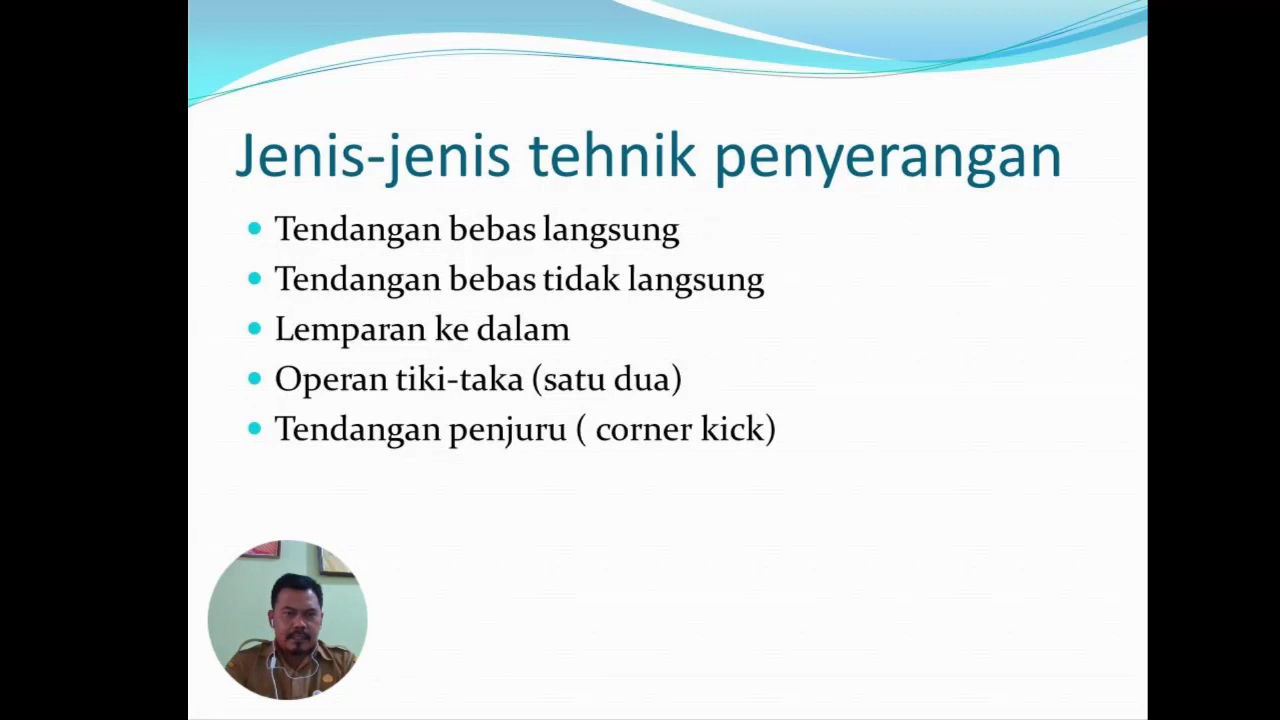 Jenis-jenis tehnik penyerangan
Tendangan bebas langsung
Tendangan bebas tidak langsung
Lemparan ke dalam
Operan tiki-taka (satu dua)
Tendangan penjuru ( corner kick)